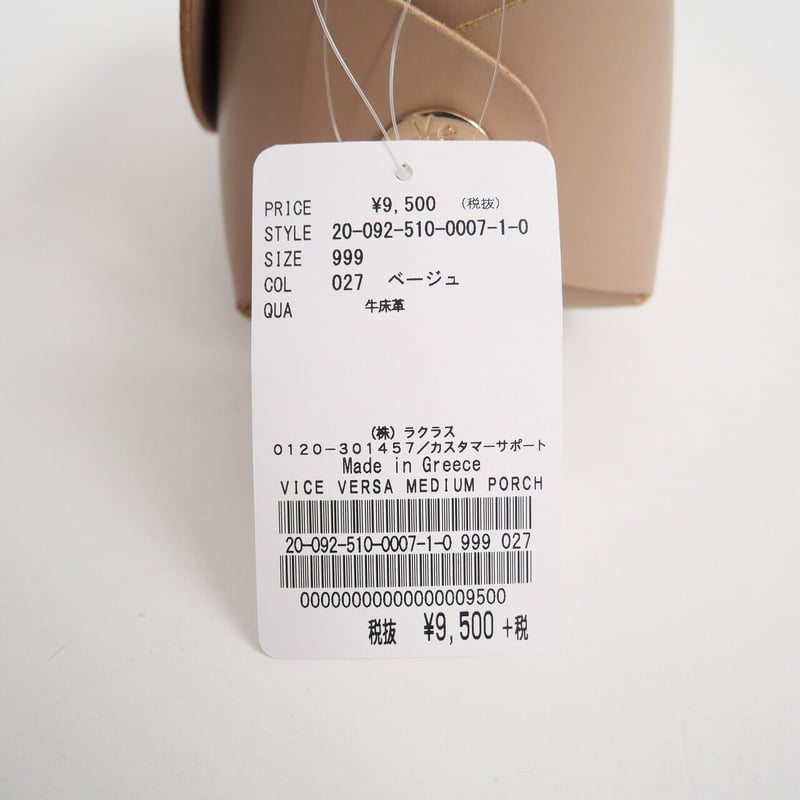 PRICE ¥9,500 (税抜)
STYLE 20-092-510-0007-1-0
SIZE 999
COL 027 ベージュ
QUA 牛床革
(株)ラクラス
0120-301457/カスタマーサポート
Made in Greece
VICE VERSA MEDIUM PORCH
20-092-510-0007-1-0 999 027
000000000000000009500
税抜 ¥9,500+税